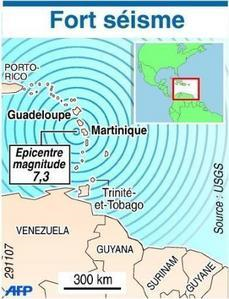 Fort séisme
PORTO-
RICO
Guadeloupe
Martinique
Epicentre
magnitude
7,3
Trinité-
et-Tobago
Source : USGS
VENEZUELA
GUYANA
SURINAM
GUYANE
291107
AFP
300 km